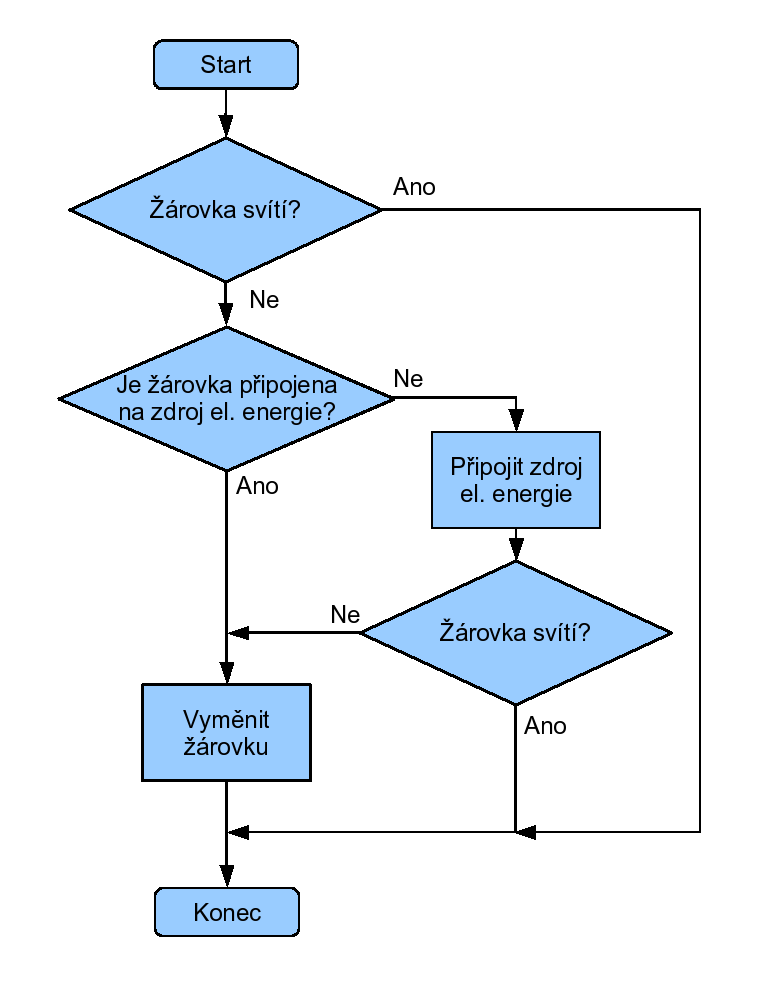 Start
Žárovka svítí?
Ano
Ne
Je žárovka připojena
na zdroj el. energie?
Ne
Připojit zdroj
el. energie
Ano
Žárovka svítí?
Ne
Ano
Vyměnit
žárovku
Konec